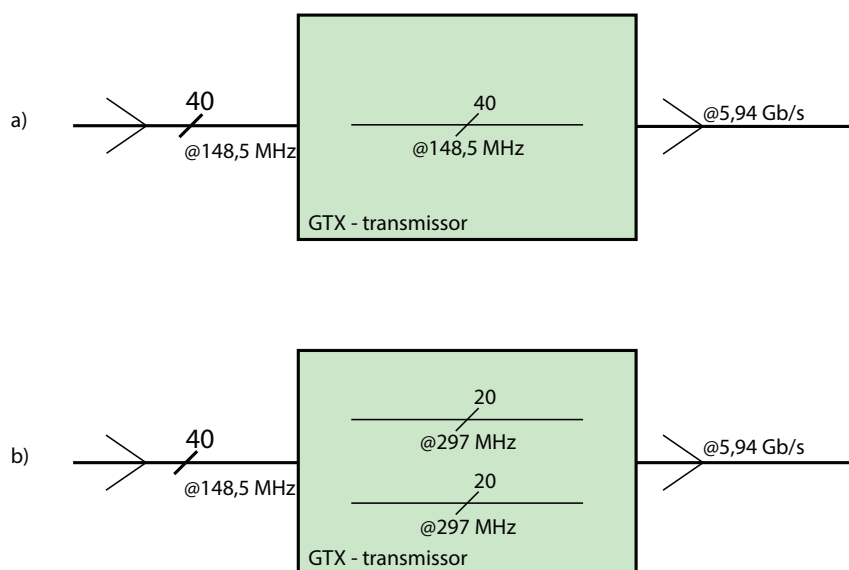 a)
40
@148,5 MHz
40
@148,5 MHz
GTX - transmissor
@5,94 Gb/s
b)
40
@148,5 MHz
20
@297 MHz
20
@297 MHz
GTX - transmissor
@5,94 Gb/s